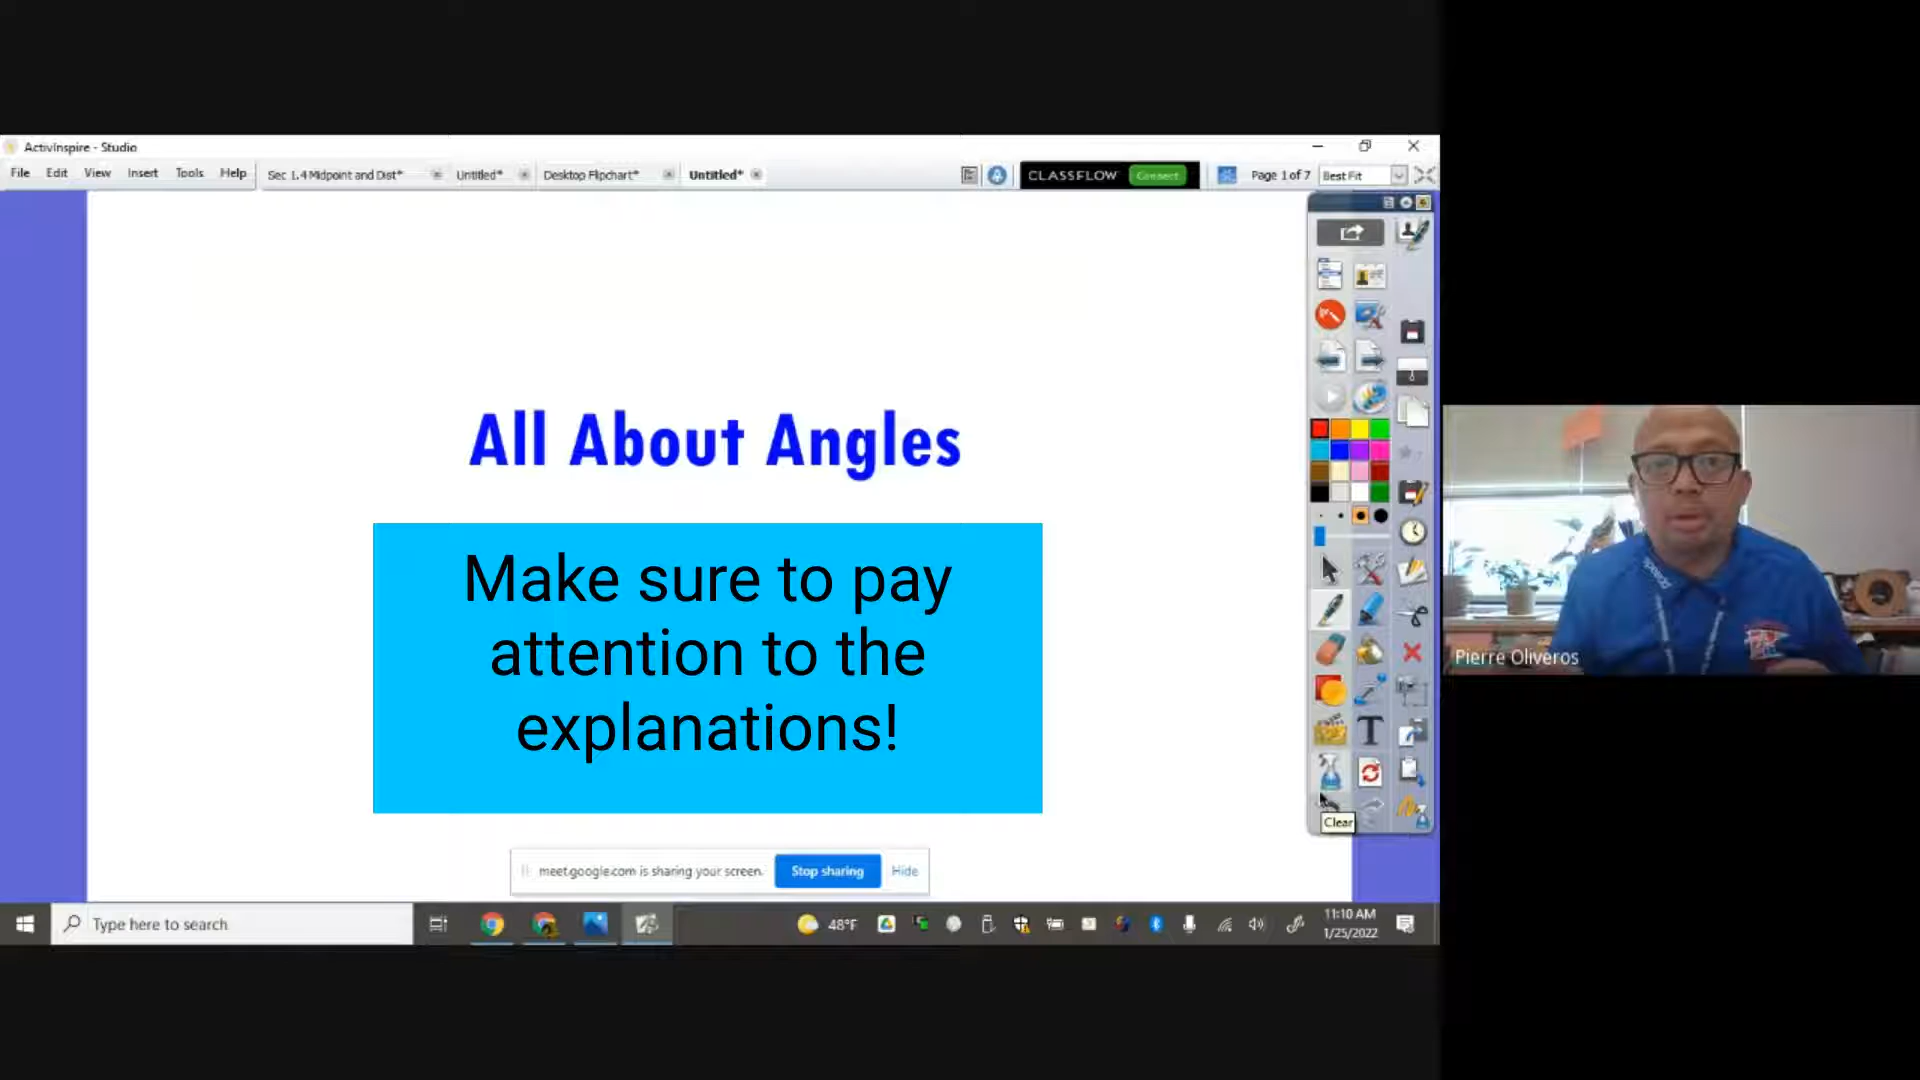 ActivInspire - Studio
File Edit View Insert Tools Help
Sec 1.4 Midpoint and Dist* Untitled* Desktop Flipchart* Untitled*
CLASSFLOW Connect
Page 1 of 7 Best Fit
All About Angles
Make sure to pay
attention to the
explanations!
T
Clear
Pierre Oliveros
meet.google.com is sharing your screen. Stop sharing Hide
Type here to search
48°F
11:10 AM
1/25/2022